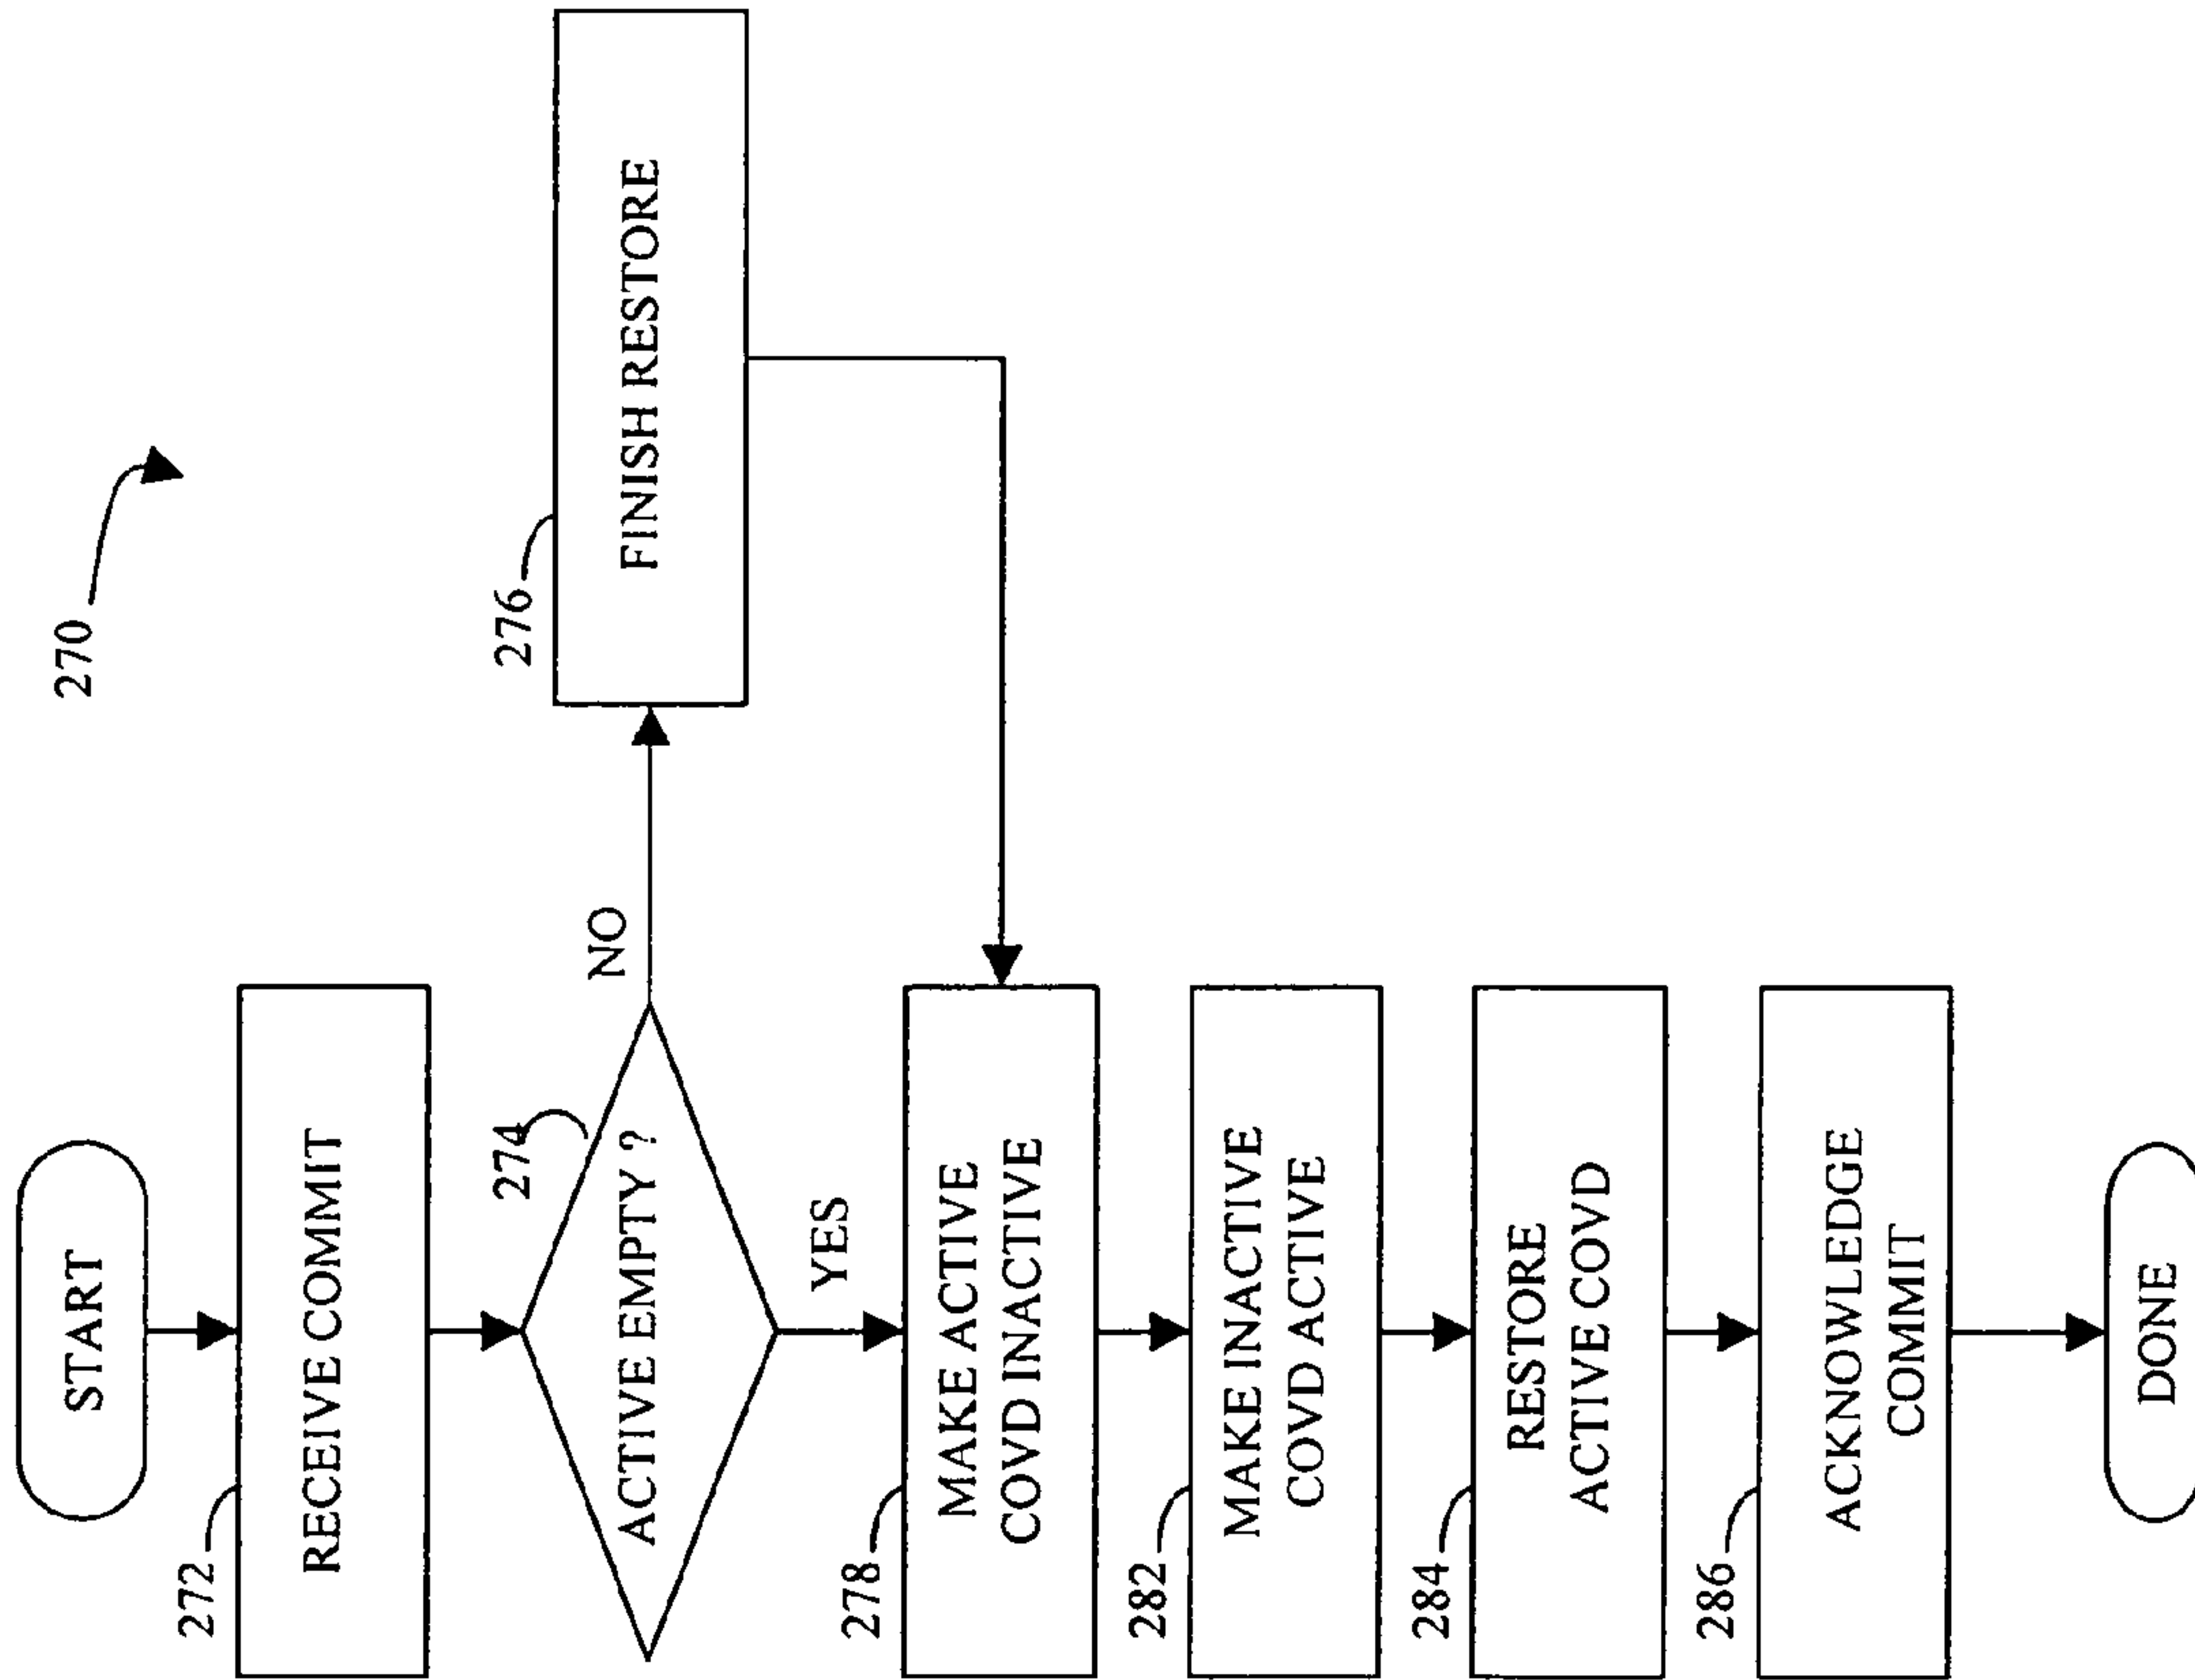 270
START
272
RECEIVE COMMIT
274
ACTIVE EMPTY ?
NO
276
FINISH RESTORE
YES
278
MAKE ACTIVE
COVD INACTIVE
282
MAKE INACTIVE
COVD ACTIVE
284
RESTORE
ACTIVE COVD
286
ACKNOWLEDGE
COMMIT
DONE